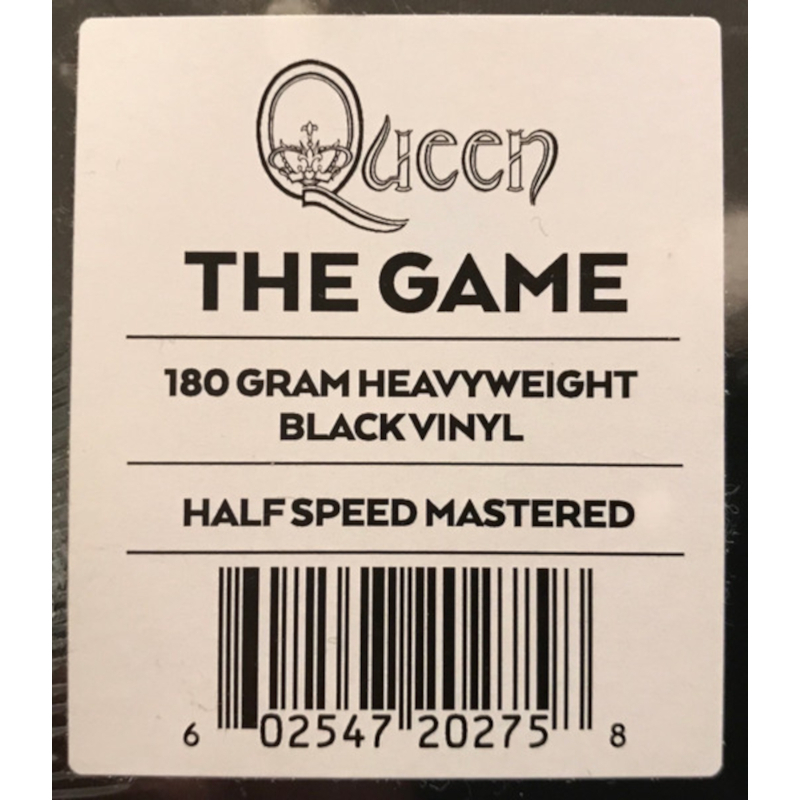 Queen
THE GAME
180 GRAM HEAVYWEIGHT
BLACK VINYL
HALF SPEED MASTERED
6 02547 20275 8